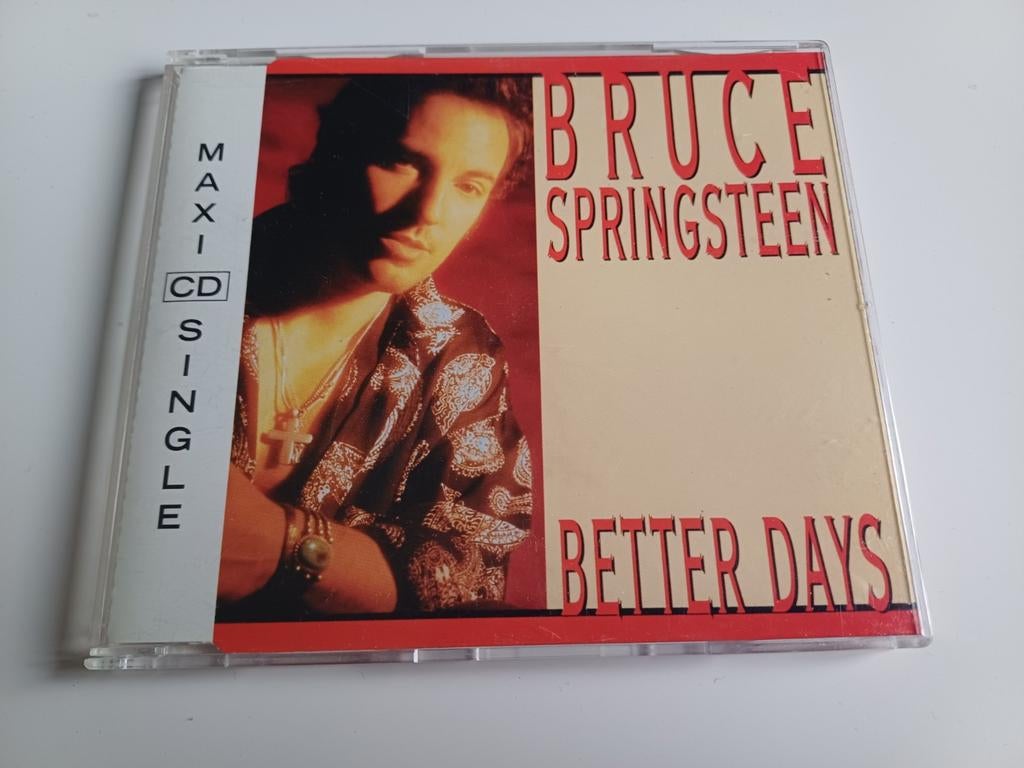 MAXI
CD
SINGLE
BRUCE
SPRINGSTEEN
BETTER DAYS